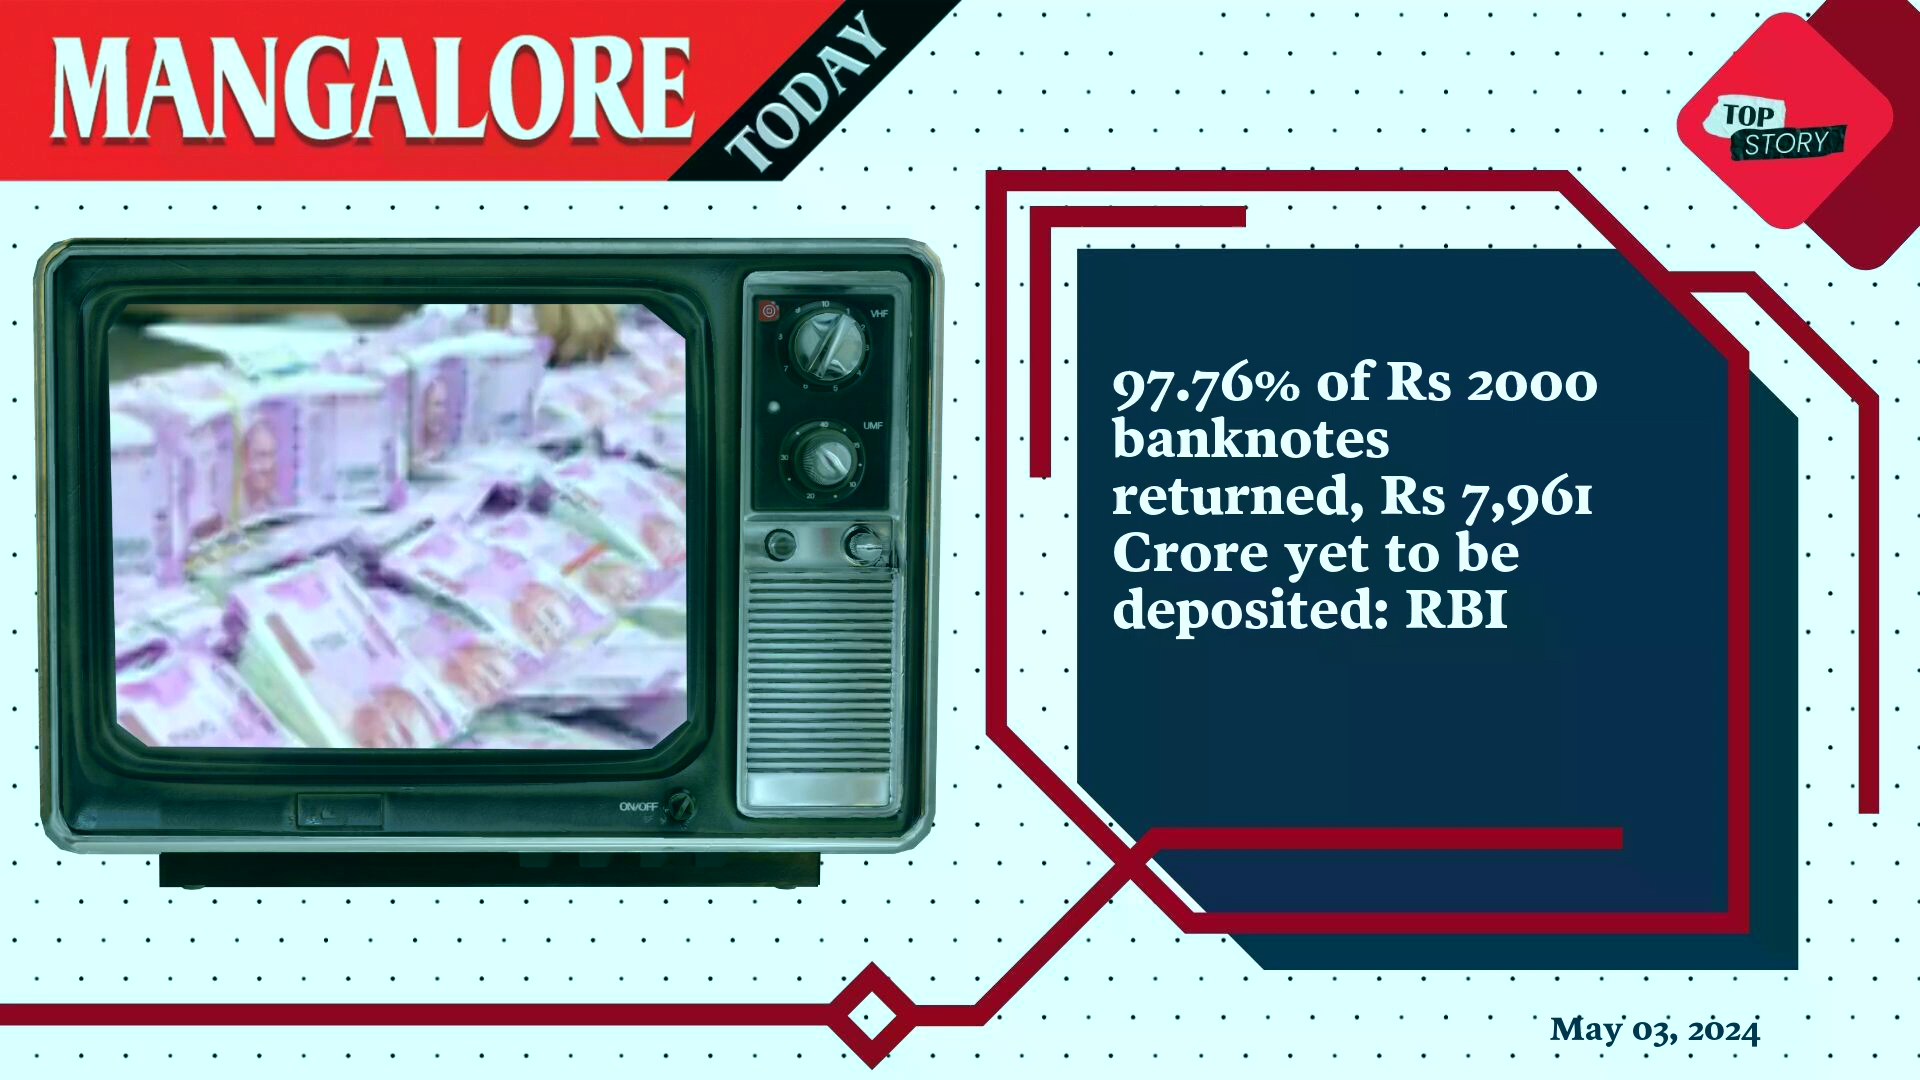 MANGALORE
TODAY
TOP
STORY
VHF
UMF
ON/OFF
97.76% of Rs 2000
banknotes
returned, Rs 7,961
Crore yet to be
deposited: RBI
May 03, 2024